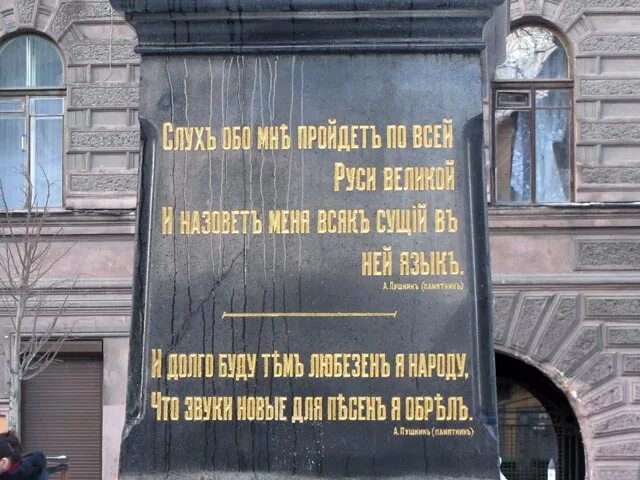 Слухъ обо мнѣ пройдетъ по всей
Руси великой
И назоветъ меня всякъ сущій въ
ней языкъ.
А. Пушкинъ (памятникъ)
И долго буду тѣмъ любезенъ я народу,
Что звуки новые для пѣсенъ я обрѣлъ.
А. Пушкинъ (памятникъ)